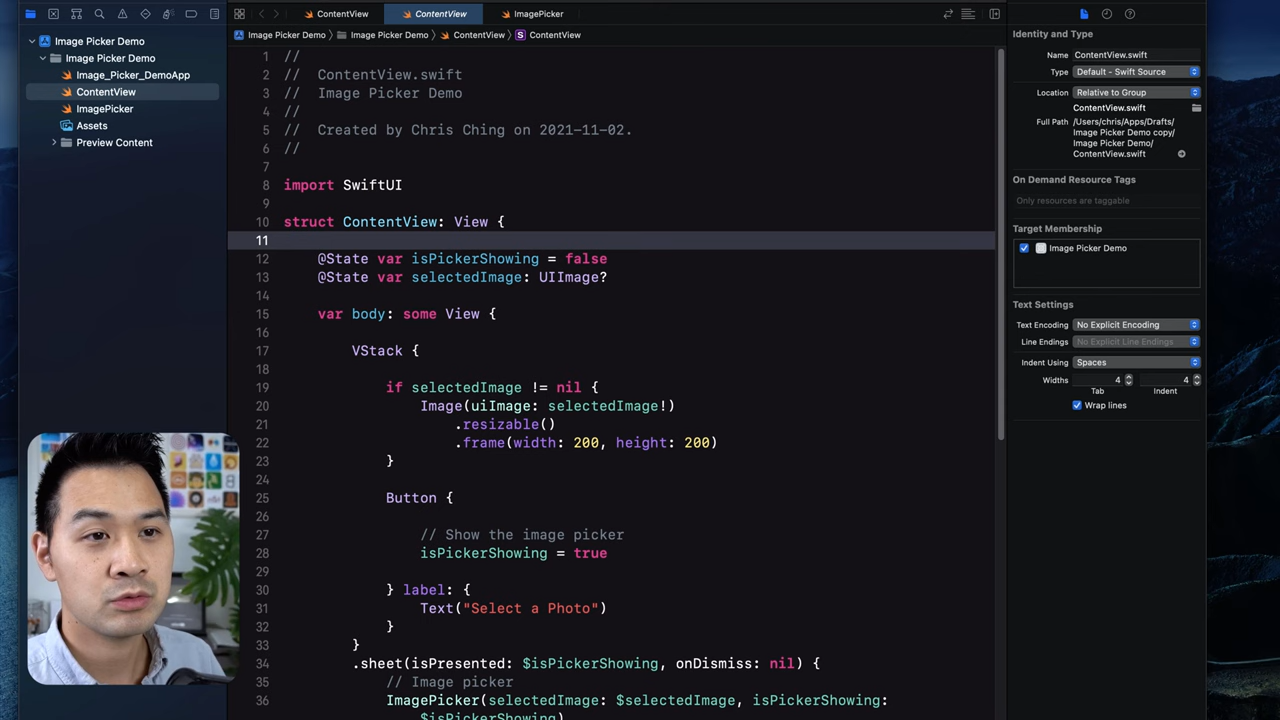 ContentView
ContentView
ImagePicker
Image Picker Demo
Image Picker Demo
Image_Picker_DemoApp
ContentView
ImagePicker
Assets
Preview Content
Image Picker Demo
Image Picker Demo
ContentView
S
ContentView
1 //
2 // ContentView.swift
3 // Image Picker Demo
4 //
5 // Created by Chris Ching on 2021-11-02.
6 //
7
8 import SwiftUI
9
10 struct ContentView: View {
11
12 @State var isPickerShowing = false
13 @State var selectedImage: UIImage?
14
15 var body: some View {
16
17 VStack {
18
19 if selectedImage != nil {
20 Image(uiImage: selectedImage!)
21 .resizable()
22 .frame(width: 200, height: 200)
23 }
24
25 Button {
26
27 // Show the image picker
28 isPickerShowing = true
29
30 } label: {
31 Text("Select a Photo")
32 }
33 }
34 .sheet(isPresented: $isPickerShowing, onDismiss: nil) {
35 // Image picker
36 ImagePicker(selectedImage: $selectedImage, isPickerShowing:
$isPickerShowing)
Identity and Type
Name ContentView.swift
Type Default - Swift Source
Location Relative to Group
ContentView.swift
Full Path /Users/chris/Apps/Drafts/
Image Picker Demo copy/
Image Picker Demo/
ContentView.swift
On Demand Resource Tags
Only resources are taggable
Target Membership
Image Picker Demo
Text Settings
Text Encoding No Explicit Encoding
Line Endings No Explicit Line Endings
Indent Using Spaces
Widths 4 4
Tab Indent
Wrap lines